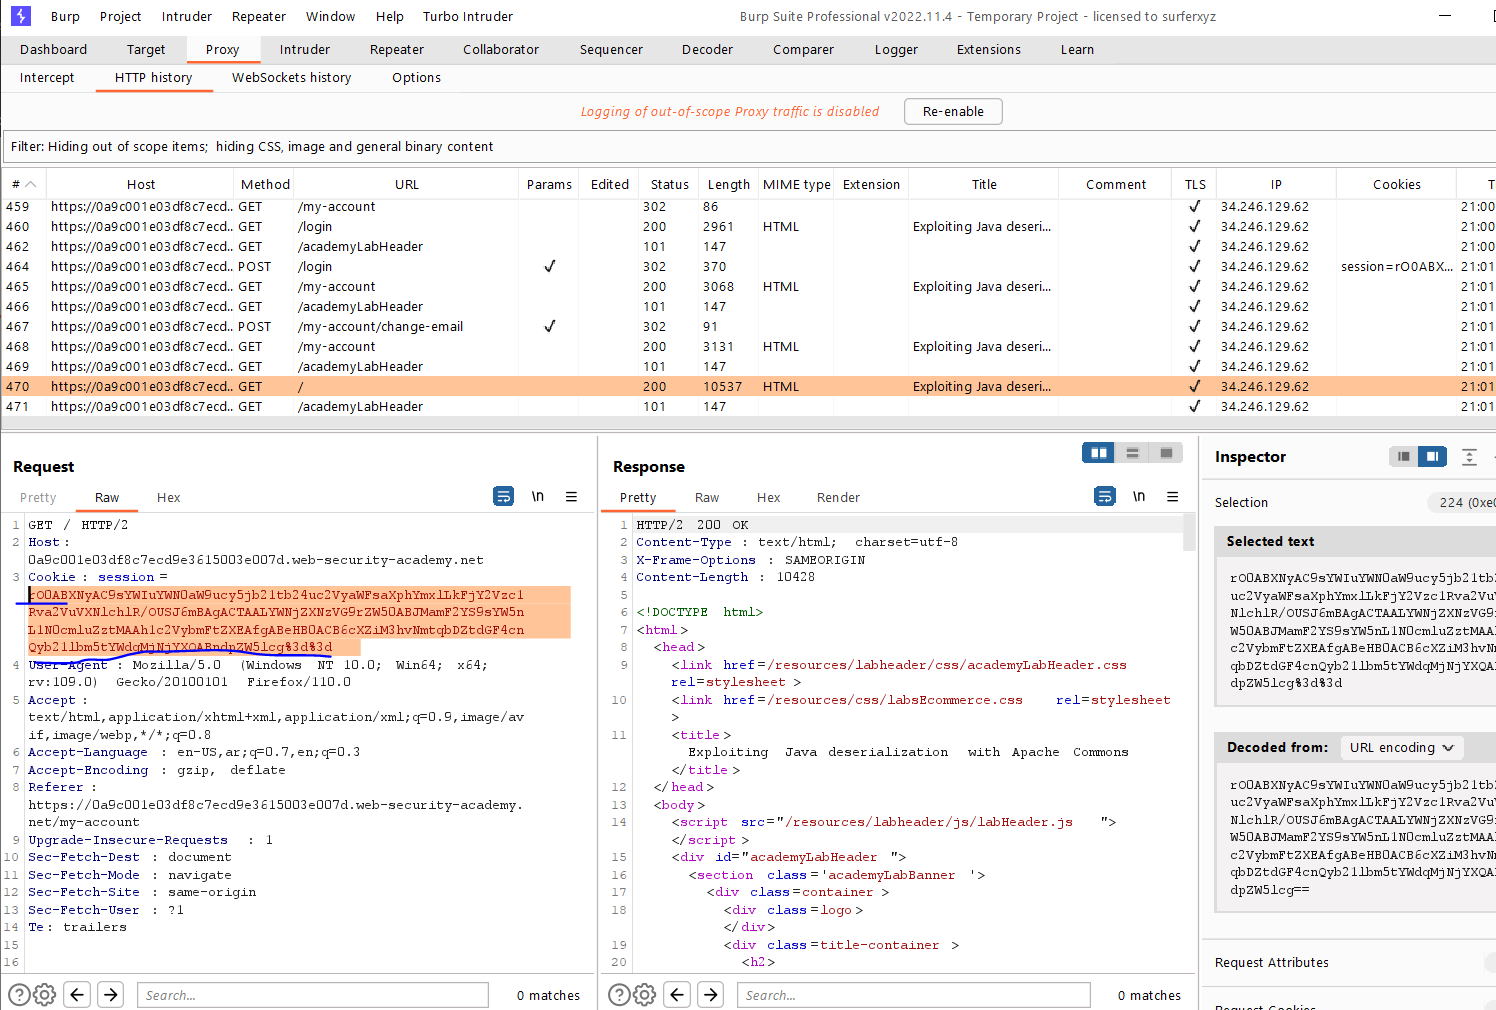 Burp Project Intruder Repeater Window Help Turbo Intruder Burp Suite Professional v2022.11.4 - Temporary Project - licensed to surferxyz
Dashboard Target Proxy Intruder Repeater Collaborator Sequencer Decoder Comparer Logger Extensions Learn
Intercept HTTP history WebSockets history Options
Logging of out-of-scope Proxy traffic is disabled Re-enable
Filter: Hiding out of scope items; hiding CSS, image and general binary content
# Host Method URL Params Edited Status Length MIME type Extension Title Comment TLS IP Cookies T
459 https://0a9c001e03df8c7ecd.. GET /my-account 302 86 ✓ 34.246.129.62 21:00
460 https://0a9c001e03df8c7ecd.. GET /login 200 2961 HTML Exploiting Java deseri... ✓ 34.246.129.62 21:00
462 https://0a9c001e03df8c7ecd.. GET /academyLabHeader 101 147 ✓ 34.246.129.62 21:00
464 https://0a9c001e03df8c7ecd.. POST /login ✓ 302 370 ✓ 34.246.129.62 session=rO0ABX... 21:01
465 https://0a9c001e03df8c7ecd.. GET /my-account 200 3068 HTML Exploiting Java deseri... ✓ 34.246.129.62 21:01
466 https://0a9c001e03df8c7ecd.. GET /academyLabHeader 101 147 ✓ 34.246.129.62 21:01
467 https://0a9c001e03df8c7ecd.. POST /my-account/change-email ✓ 302 91 ✓ 34.246.129.62 21:01
468 https://0a9c001e03df8c7ecd.. GET /my-account 200 3131 HTML Exploiting Java deseri... ✓ 34.246.129.62 21:01
469 https://0a9c001e03df8c7ecd.. GET /academyLabHeader 101 147 ✓ 34.246.129.62 21:01
470 https://0a9c001e03df8c7ecd.. GET / 200 10537 HTML Exploiting Java deseri... ✓ 34.246.129.62 21:01
471 https://0a9c001e03df8c7ecd.. GET /academyLabHeader 101 147 ✓ 34.246.129.62 21:01
Request
Pretty Raw Hex \n
1 GET / HTTP/2
2 Host:
0a9c001e03df8c7ecd9e3615003e007d.web-security-academy.net
3 Cookie: session=
rO0ABXNyAC9sYWIuYWN0aW9ucy5jb21tb24uc2VyaWFsaXphYmxlLkFjY2Vzc1
Rva2VuVXNlchlR/OUSJ6mBAgACTAALYWNjZXNzVG9rZW50ABJMamF2YS9sYW5n
L1N0cmluZztMAAh1c2VybmFtZXEAfgABeHB0ACB6cXZiM3hvNmtqbDZtdGF4cn
Qyb21lbm5tYWdqMjNjYXQABndpZW5lcg%3d%3d
4 User-Agent: Mozilla/5.0 (Windows NT 10.0; Win64; x64;
rv:109.0) Gecko/20100101 Firefox/110.0
5 Accept:
text/html,application/xhtml+xml,application/xml;q=0.9,image/av
if,image/webp,*/*;q=0.8
6 Accept-Language: en-US,ar;q=0.7,en;q=0.3
7 Accept-Encoding: gzip, deflate
8 Referer:
https://0a9c001e03df8c7ecd9e3615003e007d.web-security-academy.
net/my-account
9 Upgrade-Insecure-Requests: 1
10 Sec-Fetch-Dest: document
11 Sec-Fetch-Mode: navigate
12 Sec-Fetch-Site: same-origin
13 Sec-Fetch-User: ?1
14 Te: trailers
15
16
Search... 0 matches
Response
Pretty Raw Hex Render \n
1 HTTP/2 200 OK
2 Content-Type: text/html; charset=utf-8
3 X-Frame-Options: SAMEORIGIN
4 Content-Length: 10428
5
6 <!DOCTYPE html>
7 <html>
8 <head>
9 <link href=/resources/labheader/css/academyLabHeader.css
rel=stylesheet>
10 <link href=/resources/css/labsEcommerce.css rel=stylesheet
>
11 <title>
Exploiting Java deserialization with Apache Commons
</title>
12 </head>
13 <body>
14 <script src="/resources/labheader/js/labHeader.js">
</script>
15 <div id="academyLabHeader">
16 <section class='academyLabBanner'>
17 <div class=container>
18 <div class=logo>
</div>
19 <div class=title-container>
20 <h2>
Search... 0 matches
Inspector
Selection 224 (0xe0
Selected text
rO0ABXNyAC9sYWIuYWN0aW9ucy5jb21tb2
uc2VyaWFsaXphYmxlLkFjY2Vzc1Rva2VuV
NlchlR/OUSJ6mBAgACTAALYWNjZXNzVG9r
W50ABJMamF2YS9sYW5nL1N0cmluZztMAAh
c2VybmFtZXEAfgABeHB0ACB6cXZiM3hvNm
qbDZtdGF4cnQyb21lbm5tYWdqMjNjYXQAB
dpZW5lcg%3d%3d
Decoded from: URL encoding
rO0ABXNyAC9sYWIuYWN0aW9ucy5jb21tb2
uc2VyaWFsaXphYmxlLkFjY2Vzc1Rva2VuV
NlchlR/OUSJ6mBAgACTAALYWNjZXNzVG9r
W50ABJMamF2YS9sYW5nL1N0cmluZztMAAh
c2VybmFtZXEAfgABeHB0ACB6cXZiM3hvNm
qbDZtdGF4cnQyb21lbm5tYWdqMjNjYXQAB
dpZW5lcg==
Request Attributes
Request Cookies